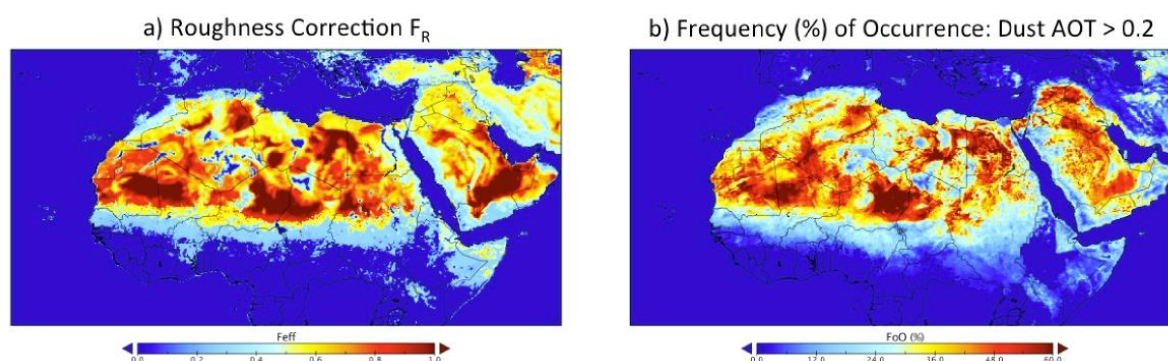 a) Roughness Correction FR
b) Frequency (%) of Occurrence: Dust AOT > 0.2
Feff
0.0 0.2 0.4 0.6 0.8 1.0
FoO (%)
0.0 12.0 24.0 36.0 48.0 60.0